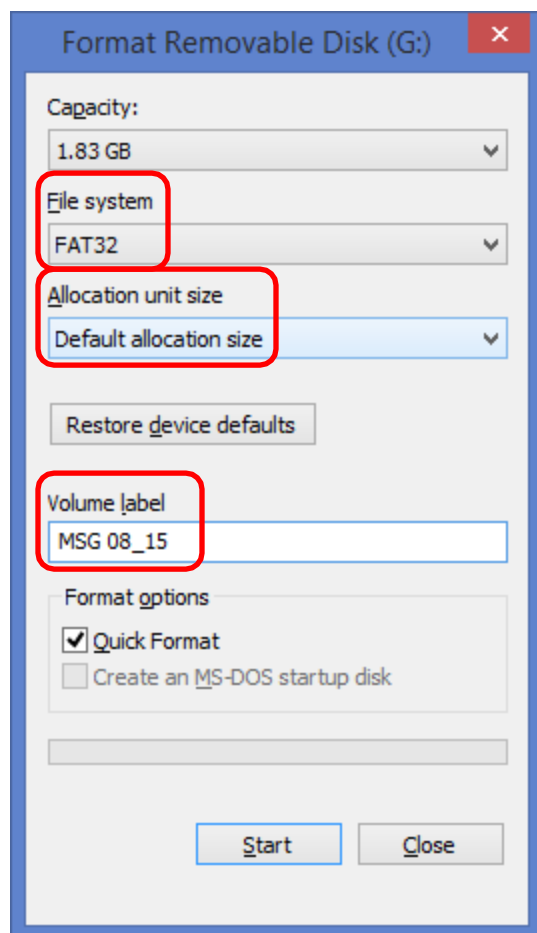 Format Removable Disk (G:)
Capacity:
1.83 GB
File system
FAT32
Allocation unit size
Default allocation size
Restore device defaults
Volume label
MSG 08_15
Format options
Quick Format
Create an MS-DOS startup disk
Start Close